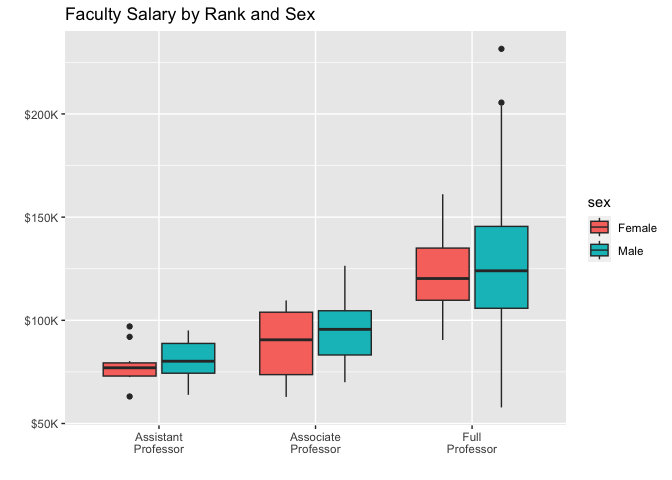 Faculty Salary by Rank and Sex
$200K
$150K
$100K
$50K
Assistant
Professor
Associate
Professor
Full
Professor
sex
Female
Male